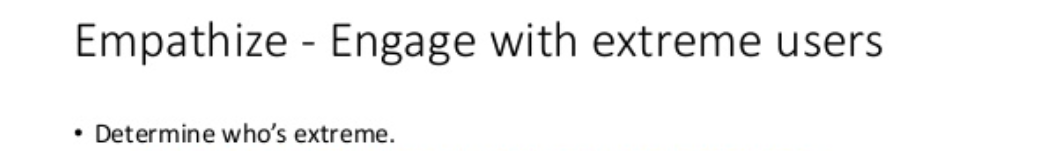 Empathize - Engage with extreme users
• Determine who's extreme.